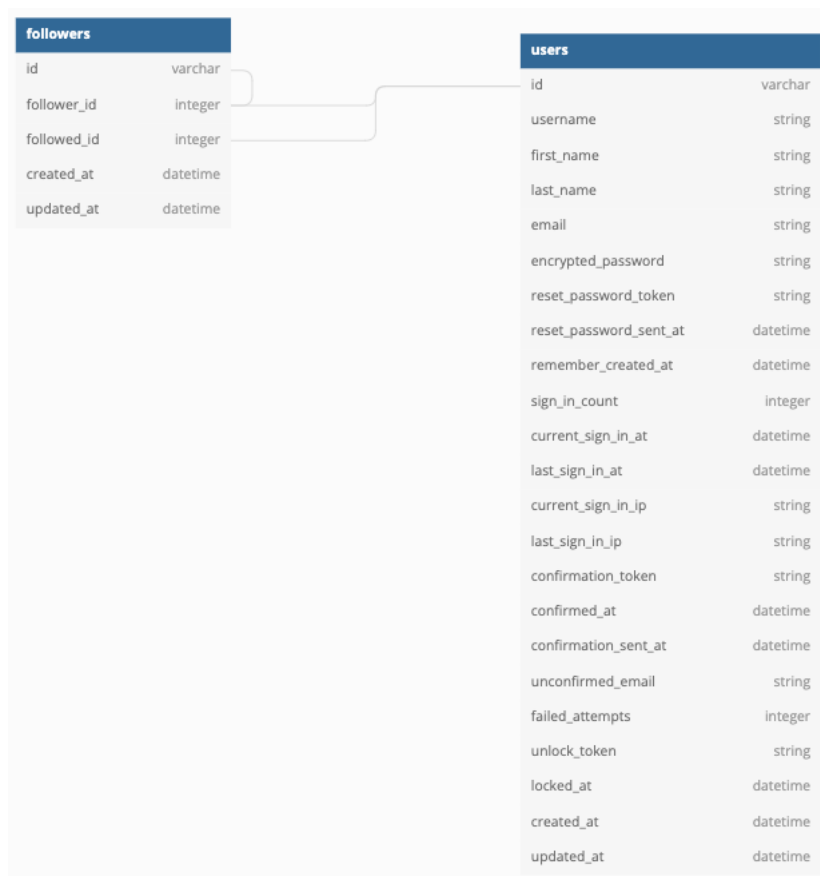 followers
id varchar
follower_id integer
followed_id integer
created_at datetime
updated_at datetime
users
id varchar
username string
first_name string
last_name string
email string
encrypted_password string
reset_password_token string
reset_password_sent_at datetime
remember_created_at datetime
sign_in_count integer
current_sign_in_at datetime
last_sign_in_at datetime
current_sign_in_ip string
last_sign_in_ip string
confirmation_token string
confirmed_at datetime
confirmation_sent_at datetime
unconfirmed_email string
failed_attempts integer
unlock_token string
locked_at datetime
created_at datetime
updated_at datetime